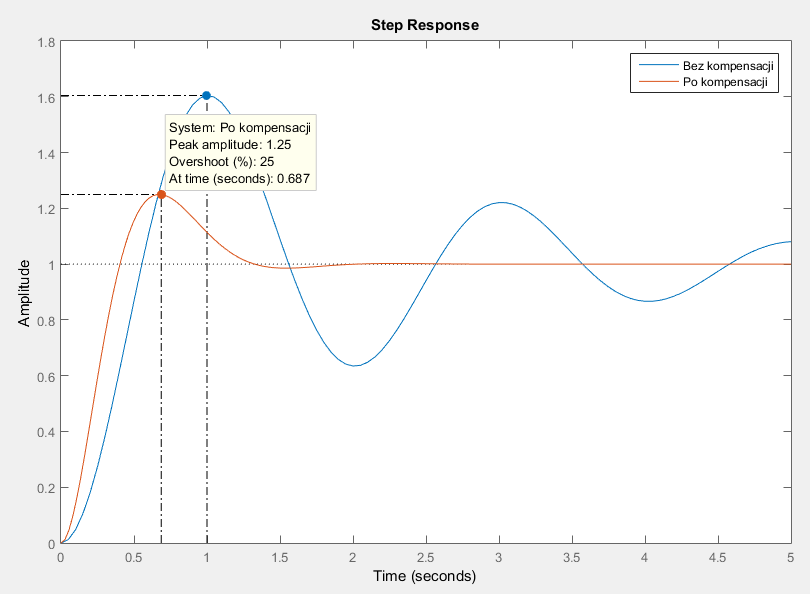 Step Response
Bez kompensacji
Po kompensacji
System: Po kompensacji
Peak amplitude: 1.25
Overshoot (%): 25
At time (seconds): 0.687
Amplitude
1.8
1.6
1.4
1.2
1
0.8
0.6
0.4
0.2
0
0 0.5 1 1.5 2 2.5 3 3.5 4 4.5 5
Time (seconds)